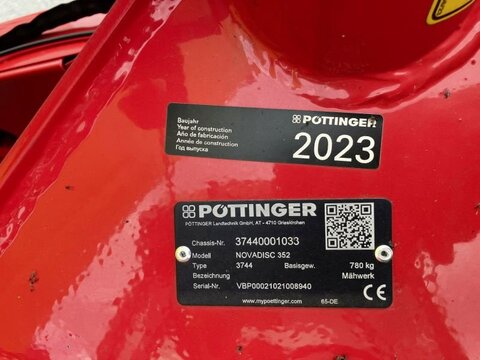 Baujahr
Year of construction
Año de fabricación
Année de construction
Год выпуска
PÖTTINGER
2023
PÖTTINGER
PÖTTINGER Landtechnik GmbH, AT - 4710 Grieskirchen
Chassis-Nr. 37440001033
Modell NOVADISC 352
Type 3744 Basisgew. 780 kg
Bezeichnung Mähwerk
Serial-Nr. VBP00021021008940
CE
www.mypoettinger.com 65-DE